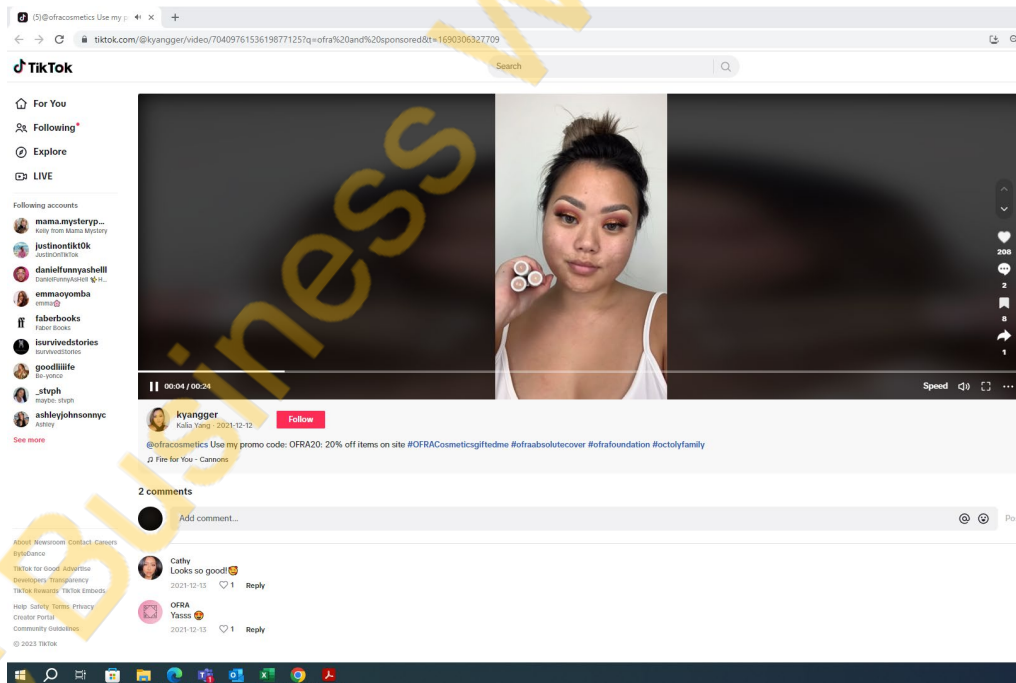 (5)@ofracosmetics Use my p
tiktok.com/@kyangger/video/7040976153619877125?q=ofra%20and%20sponsored&t=1690306327709
TikTok
Search
For You
Following
Explore
LIVE
Following accounts
mama.mysteryp...
Kelly from Mama Mystery
justinontikt0k
JustinOnTikTok
danielfunnyashelll
DanielFunnyAsHell H...
emmaoyomba
emma
faberbooks
Faber Books
isurvivedstories
isurvivedstories
goodliiiife
Be-yonce
_stvph
maybe: stvph
ashleyjohnsonnyc
Ashley
See more
About Newsroom Contact Careers
ByteDance
TikTok for Good Advertise
Developers Transparency
TikTok Rewards TikTok Embeds
Help Safety Terms Privacy
Creator Portal
Community Guidelines
© 2023 TikTok
00:04 / 00:24
Speed
208
2
8
1
kyangger
Kalia Yang · 2021-12-12
Follow
@ofracosmetics Use my promo code: OFRA20: 20% off items on site #OFRACosmeticsgiftedme #ofraabsolutecover #ofrafoundation #octolyfamily
Fire for You - Cannons
2 comments
Add comment...
Po
Cathy
Looks so good!🥰
2021-12-13 1 Reply
OFRA
Yasss 😍
2021-12-13 1 Reply
Business